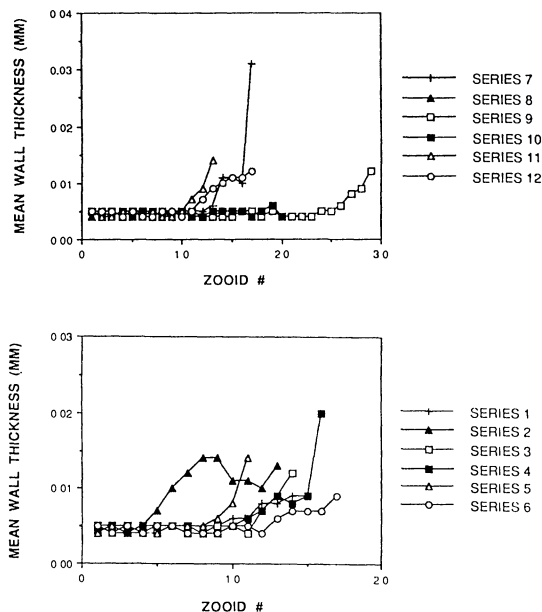 MEAN WALL THICKNESS (MM)
0 04
0 03
0 02
0 01
0 00
0
10
20
30
ZOOID #
SERIES 7
SERIES 8
SERIES 9
SERIES 10
SERIES 11
SERIES 12
MEAN WALL THICKNESS (MM)
0 03
0 02
0 01
0 00
0
10
20
ZOOID #
SERIES 1
SERIES 2
SERIES 3
SERIES 4
SERIES 5
SERIES 6